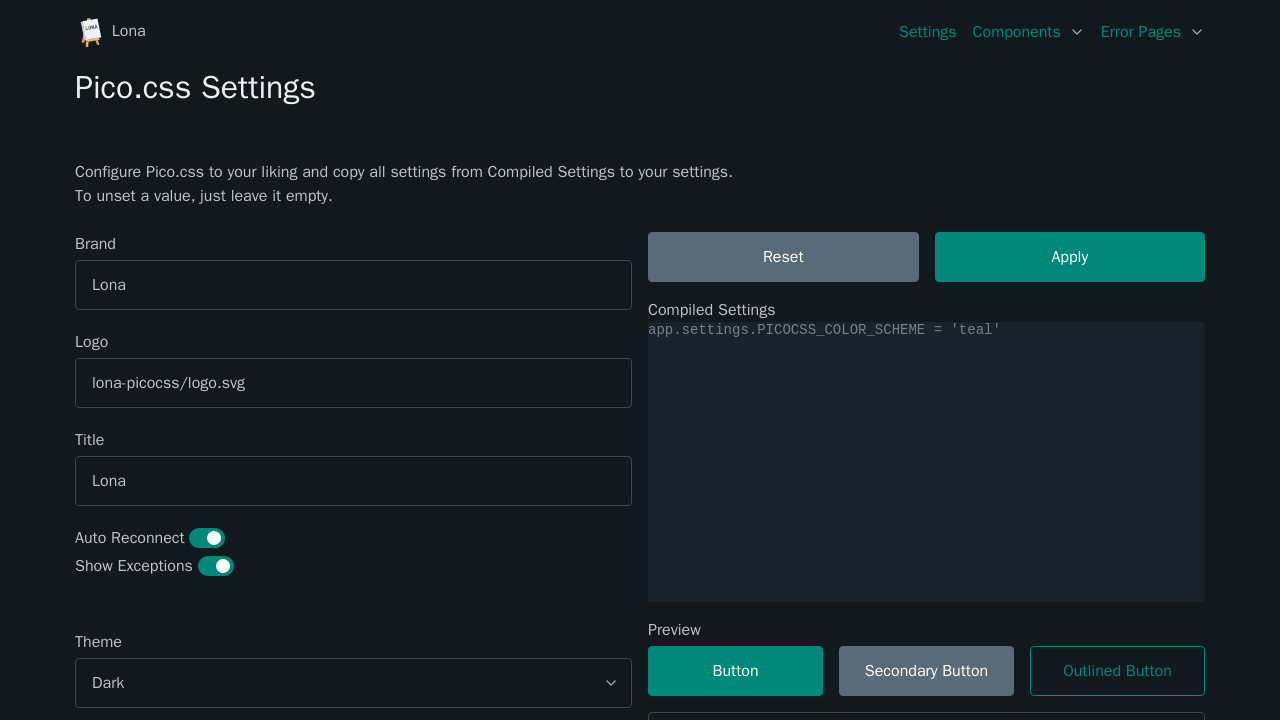 LONA
Lona
Settings
Components
Error Pages
Pico.css Settings
Configure Pico.css to your liking and copy all settings from Compiled Settings to your settings.
To unset a value, just leave it empty.
Brand
Lona
Logo
lona-picocss/logo.svg
Title
Lona
Auto Reconnect
Show Exceptions
Theme
Dark
Reset
Apply
Compiled Settings
app.settings.PICOCSS_COLOR_SCHEME = 'teal'
Preview
Button
Secondary Button
Outlined Button